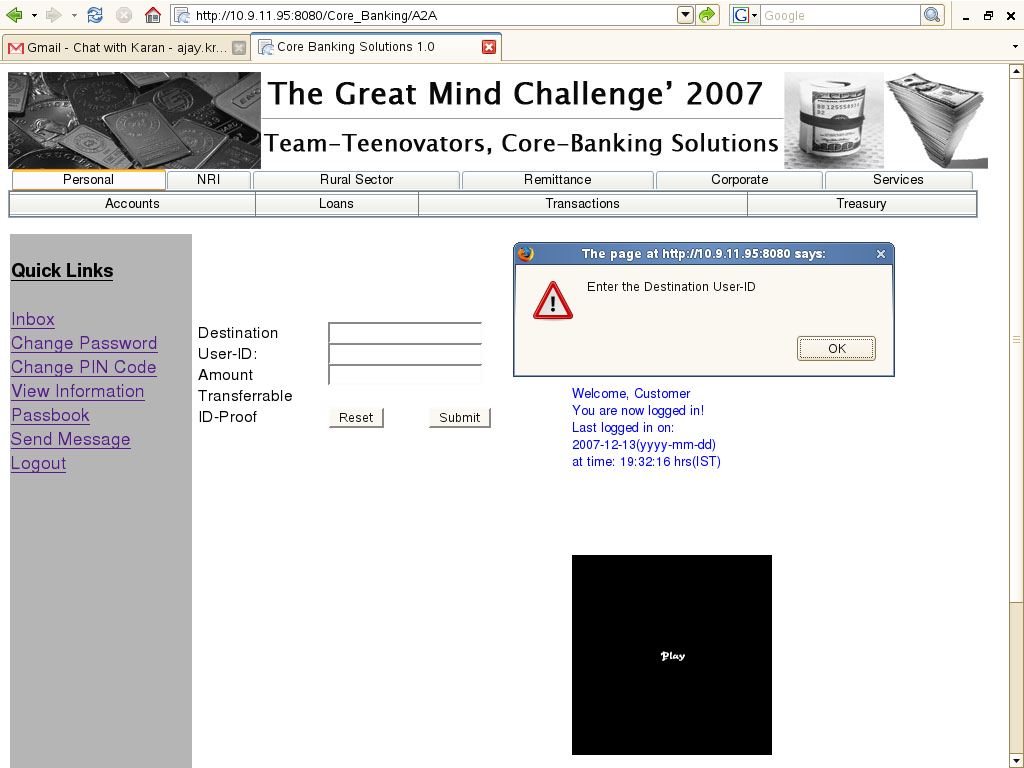 http://10.9.11.95:8080/Core_Banking/A2A
G
Google
Gmail - Chat with Karan - ajay.kr...
Core Banking Solutions 1.0
The Great Mind Challenge' 2007
Team-Teenovators, Core-Banking Solutions
Personal
NRI
Rural Sector
Remittance
Corporate
Services
Accounts
Loans
Transactions
Treasury
Quick Links
Inbox
Change Password
Change PIN Code
View Information
Passbook
Send Message
Logout
Destination
User-ID:
Amount
Transferrable
ID-Proof
Reset
Submit
The page at http://10.9.11.95:8080 says:
Enter the Destination User-ID
OK
Welcome, Customer
You are now logged in!
Last logged in on:
2007-12-13(yyyy-mm-dd)
at time: 19:32:16 hrs(IST)
Play